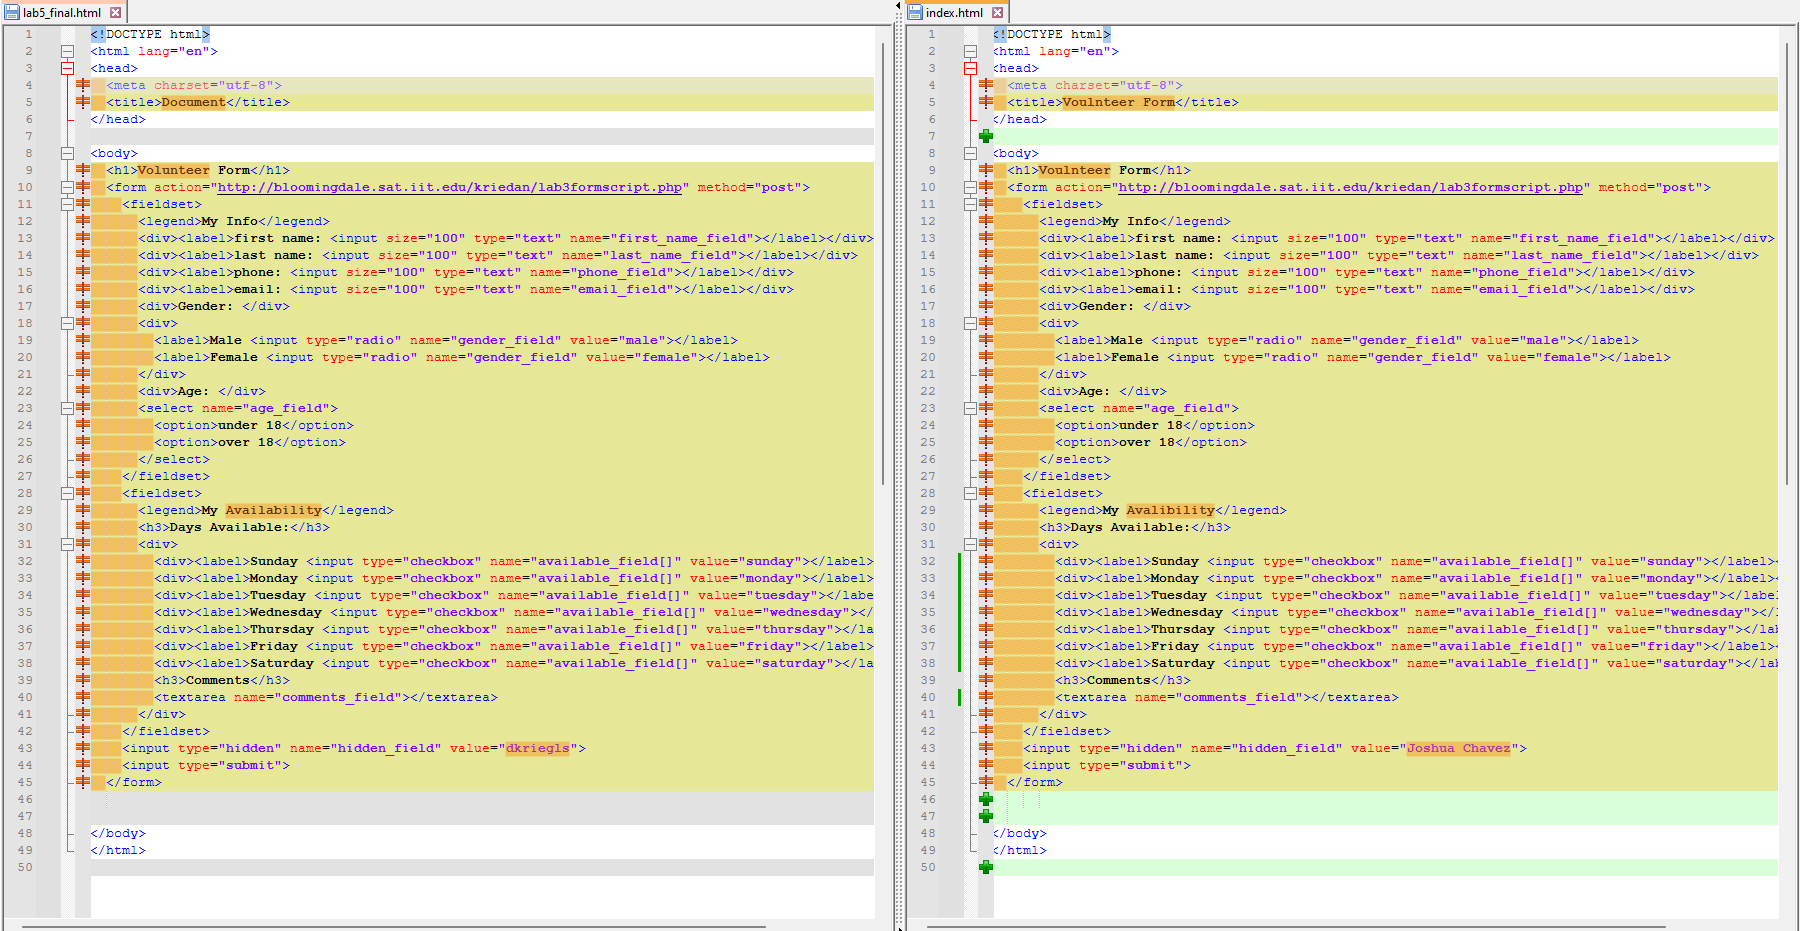 lab5_final.html
1 <!DOCTYPE html>
2 <html lang="en">
3 <head>
4 <meta charset="utf-8">
5 <title>Document</title>
6 </head>
7
8 <body>
9 <h1>Volunteer Form</h1>
10 <form action="http://bloomingdale.sat.iit.edu/kriedan/lab3formscript.php" method="post">
11 <fieldset>
12 <legend>My Info</legend>
13 <div><label>first name: <input size="100" type="text" name="first_name_field"></label></div>
14 <div><label>last name: <input size="100" type="text" name="last_name_field"></label></div>
15 <div><label>phone: <input size="100" type="text" name="phone_field"></label></div>
16 <div><label>email: <input size="100" type="text" name="email_field"></label></div>
17 <div>Gender: </div>
18 <div>
19 <label>Male <input type="radio" name="gender_field" value="male"></label>
20 <label>Female <input type="radio" name="gender_field" value="female"></label>
21 </div>
22 <div>Age: </div>
23 <select name="age_field">
24 <option>under 18</option>
25 <option>over 18</option>
26 </select>
27 </fieldset>
28 <fieldset>
29 <legend>My Availability</legend>
30 <h3>Days Available:</h3>
31 <div>
32 <div><label>Sunday <input type="checkbox" name="available_field[]" value="sunday"></label>
33 <div><label>Monday <input type="checkbox" name="available_field[]" value="monday"></label>
34 <div><label>Tuesday <input type="checkbox" name="available_field[]" value="tuesday"></labe
35 <div><label>Wednesday <input type="checkbox" name="available_field[]" value="wednesday"></
36 <div><label>Thursday <input type="checkbox" name="available_field[]" value="thursday"></la
37 <div><label>Friday <input type="checkbox" name="available_field[]" value="friday"></label>
38 <div><label>Saturday <input type="checkbox" name="available_field[]" value="saturday"></la
39 <h3>Comments</h3>
40 <textarea name="comments_field"></textarea>
41 </div>
42 </fieldset>
43 <input type="hidden" name="hidden_field" value="dkriegls">
44 <input type="submit">
45 </form>
46
47
48 </body>
49 </html>
50
index.html
1 <!DOCTYPE html>
2 <html lang="en">
3 <head>
4 <meta charset="utf-8">
5 <title>Voulnteer Form</title>
6 </head>
7
8 <body>
9 <h1>Voulnteer Form</h1>
10 <form action="http://bloomingdale.sat.iit.edu/kriedan/lab3formscript.php" method="post">
11 <fieldset>
12 <legend>My Info</legend>
13 <div><label>first name: <input size="100" type="text" name="first_name_field"></label></div>
14 <div><label>last name: <input size="100" type="text" name="last_name_field"></label></div>
15 <div><label>phone: <input size="100" type="text" name="phone_field"></label></div>
16 <div><label>email: <input size="100" type="text" name="email_field"></label></div>
17 <div>Gender: </div>
18 <div>
19 <label>Male <input type="radio" name="gender_field" value="male"></label>
20 <label>Female <input type="radio" name="gender_field" value="female"></label>
21 </div>
22 <div>Age: </div>
23 <select name="age_field">
24 <option>under 18</option>
25 <option>over 18</option>
26 </select>
27 </fieldset>
28 <fieldset>
29 <legend>My Avalibility</legend>
30 <h3>Days Available:</h3>
31 <div>
32 <div><label>Sunday <input type="checkbox" name="available_field[]" value="sunday"></label><
33 <div><label>Monday <input type="checkbox" name="available_field[]" value="monday"></label><
34 <div><label>Tuesday <input type="checkbox" name="available_field[]" value="tuesday"></label
35 <div><label>Wednesday <input type="checkbox" name="available_field[]" value="wednesday"></l
36 <div><label>Thursday <input type="checkbox" name="available_field[]" value="thursday"></lab
37 <div><label>Friday <input type="checkbox" name="available_field[]" value="friday"></label><
38 <div><label>Saturday <input type="checkbox" name="available_field[]" value="saturday"></lab
39 <h3>Comments</h3>
40 <textarea name="comments_field"></textarea>
41 </div>
42 </fieldset>
43 <input type="hidden" name="hidden_field" value="Joshua Chavez">
44 <input type="submit">
45 </form>
46
47
48 </body>
49 </html>
50